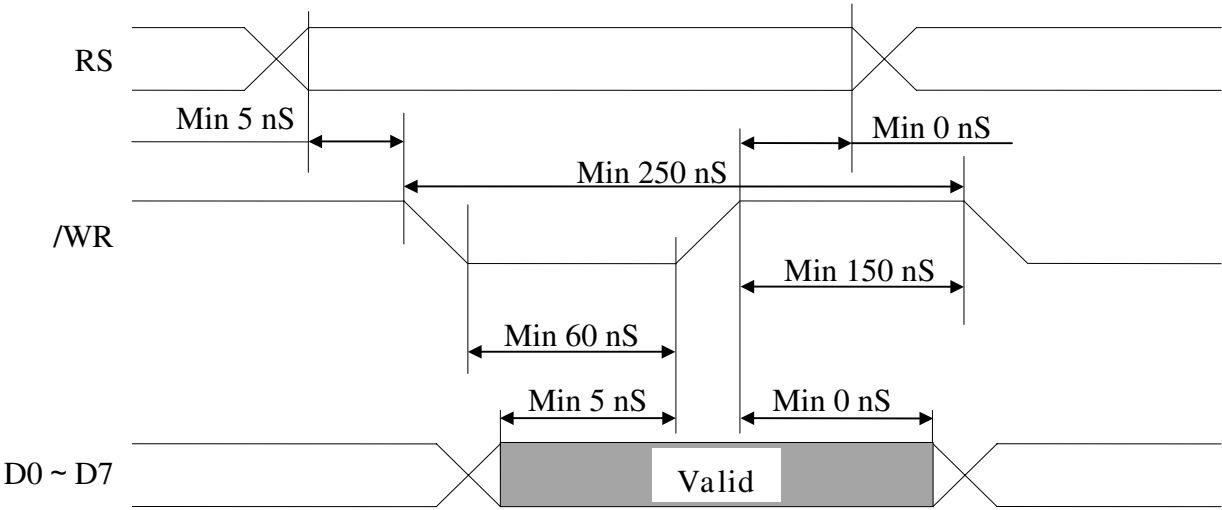 RS
Min 5 nS
Min 0 nS
Min 250 nS
/WR
Min 150 nS
Min 60 nS
Min 5 nS
Min 0 nS
D0 ~ D7
Valid